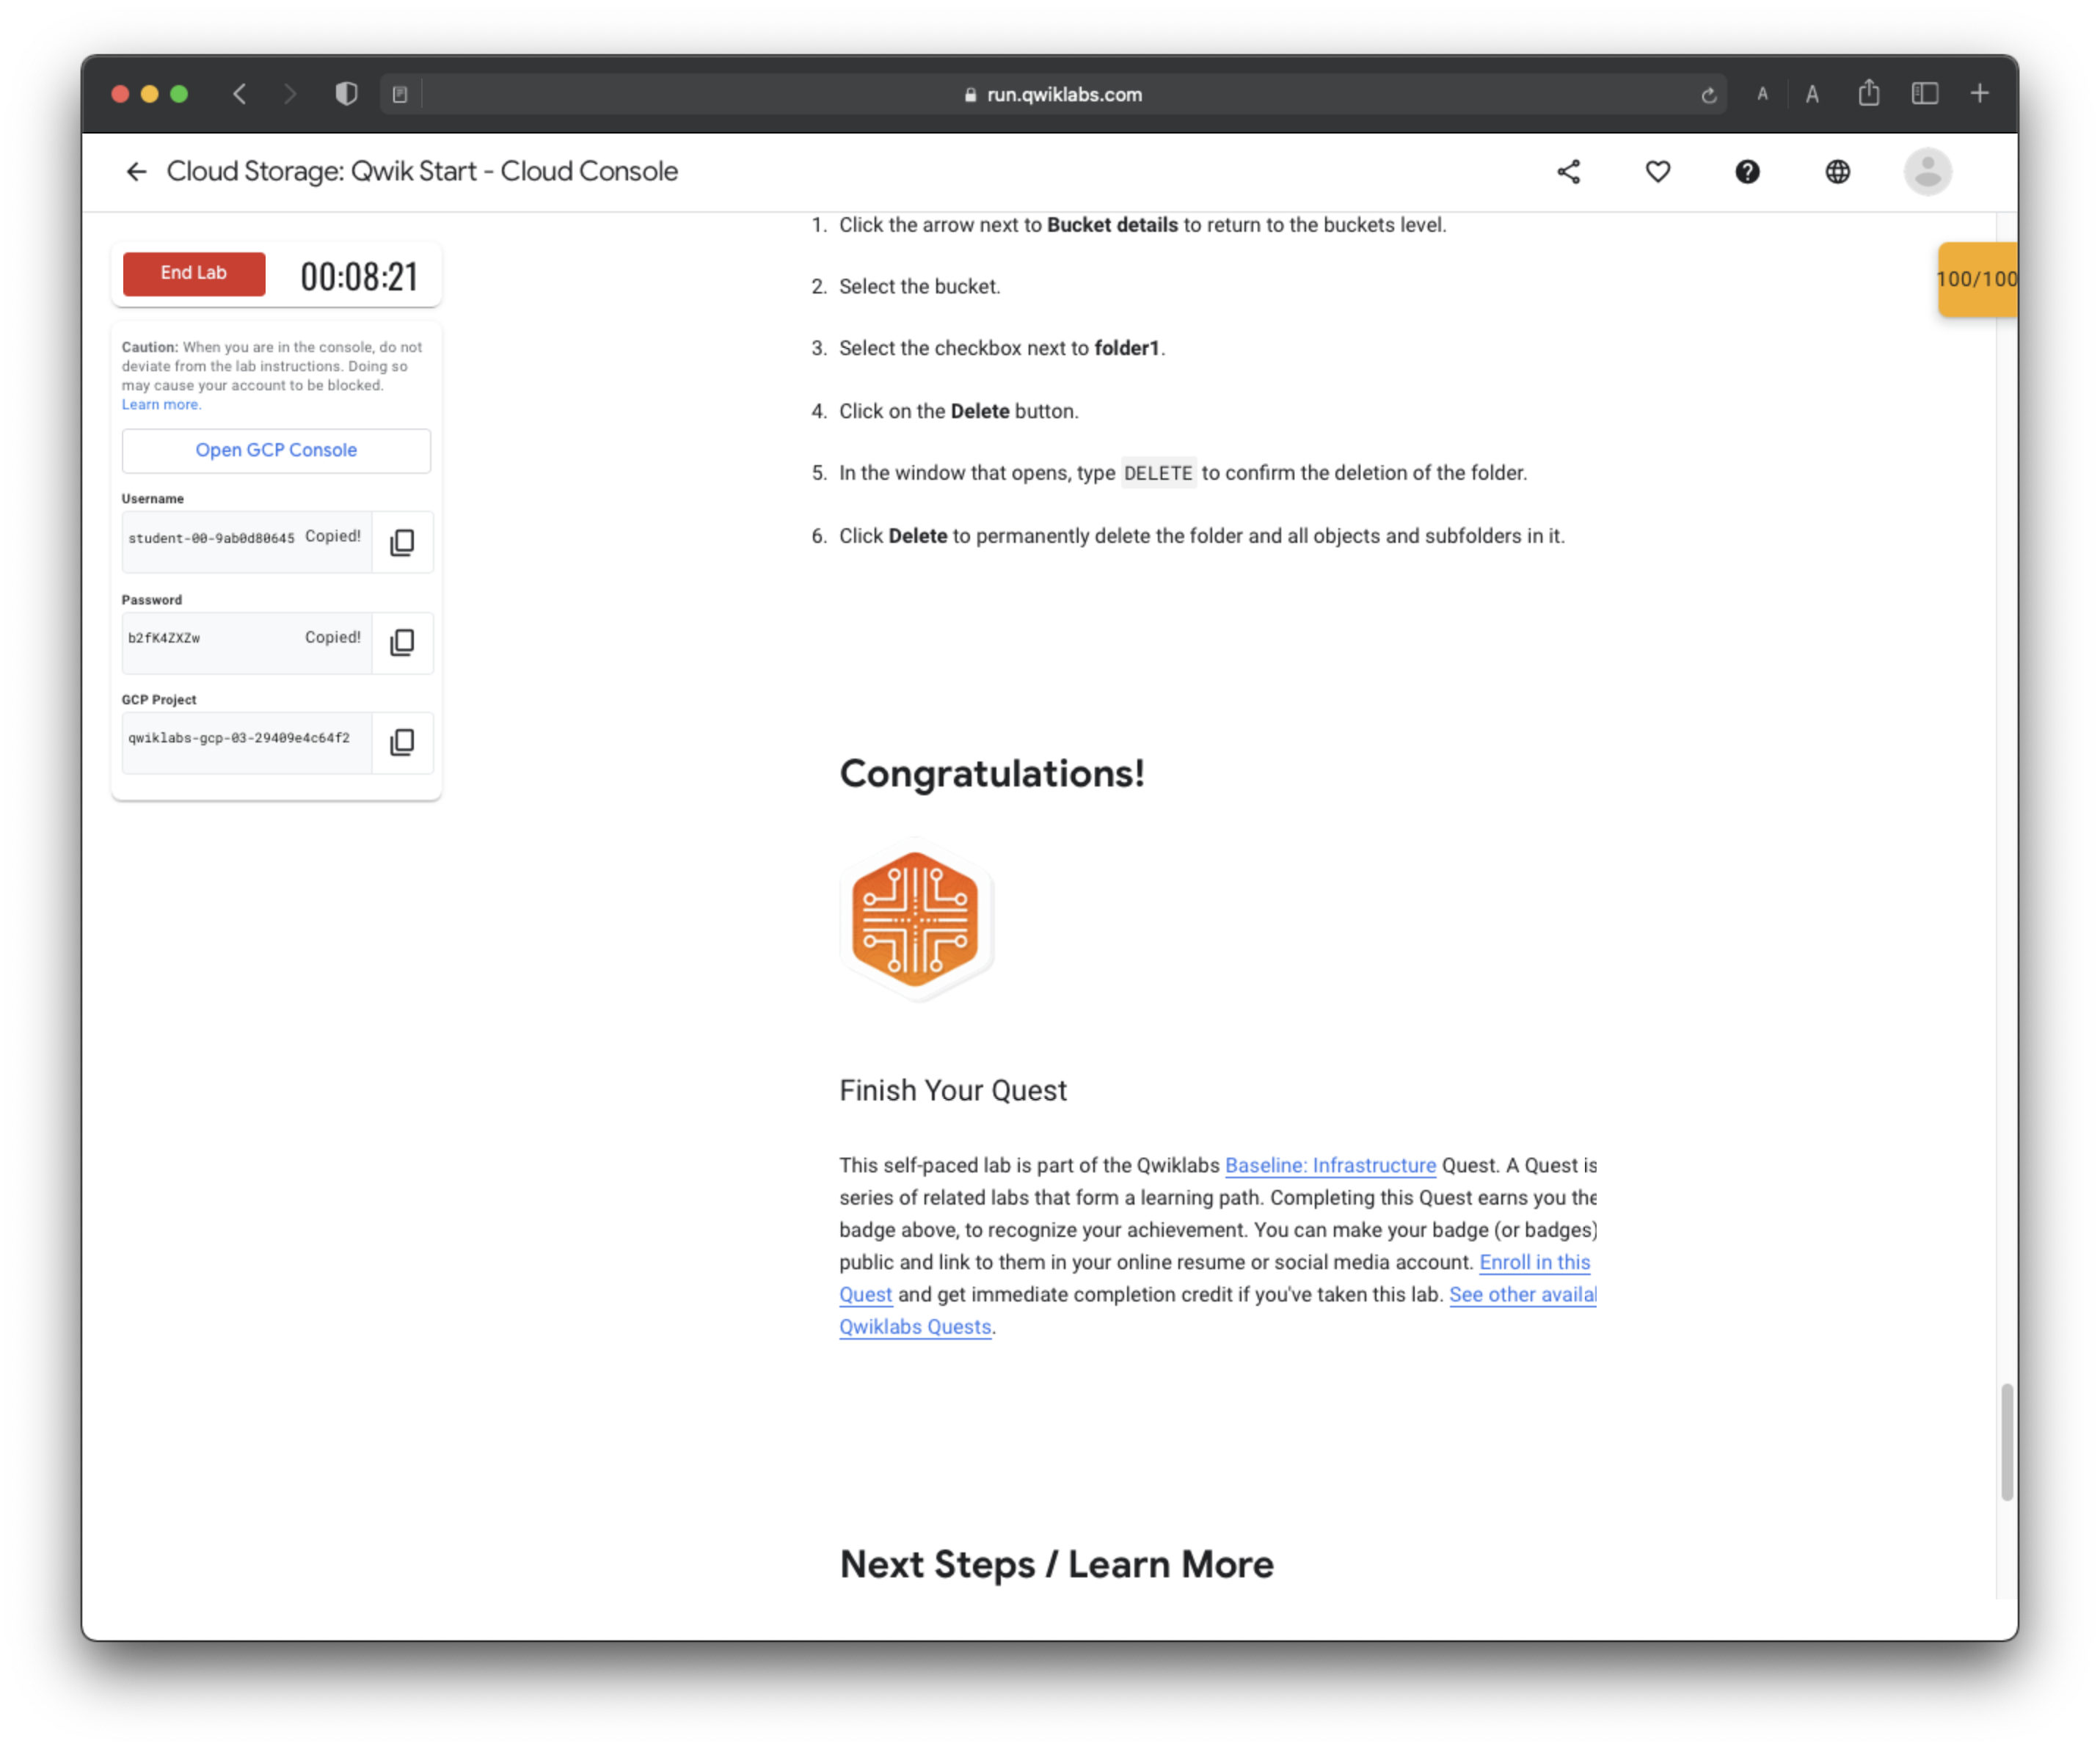 run.qwiklabs.com
A
A
Cloud Storage: Qwik Start - Cloud Console
End Lab
00:08:21
100/100
Caution: When you are in the console, do not
deviate from the lab instructions. Doing so
may cause your account to be blocked.
Learn more.
Open GCP Console
Username
student-00-9ab0d80645 Copied!
Password
b2fK4ZXZw Copied!
GCP Project
qwiklabs-gcp-03-29409e4c64f2
1. Click the arrow next to Bucket details to return to the buckets level.
2. Select the bucket.
3. Select the checkbox next to folder1.
4. Click on the Delete button.
5. In the window that opens, type DELETE to confirm the deletion of the folder.
6. Click Delete to permanently delete the folder and all objects and subfolders in it.
Congratulations!
Finish Your Quest
This self-paced lab is part of the Qwiklabs Baseline: Infrastructure Quest. A Quest is
series of related labs that form a learning path. Completing this Quest earns you the
badge above, to recognize your achievement. You can make your badge (or badges)
public and link to them in your online resume or social media account. Enroll in this
Quest and get immediate completion credit if you've taken this lab. See other availa
Qwiklabs Quests.
Next Steps / Learn More